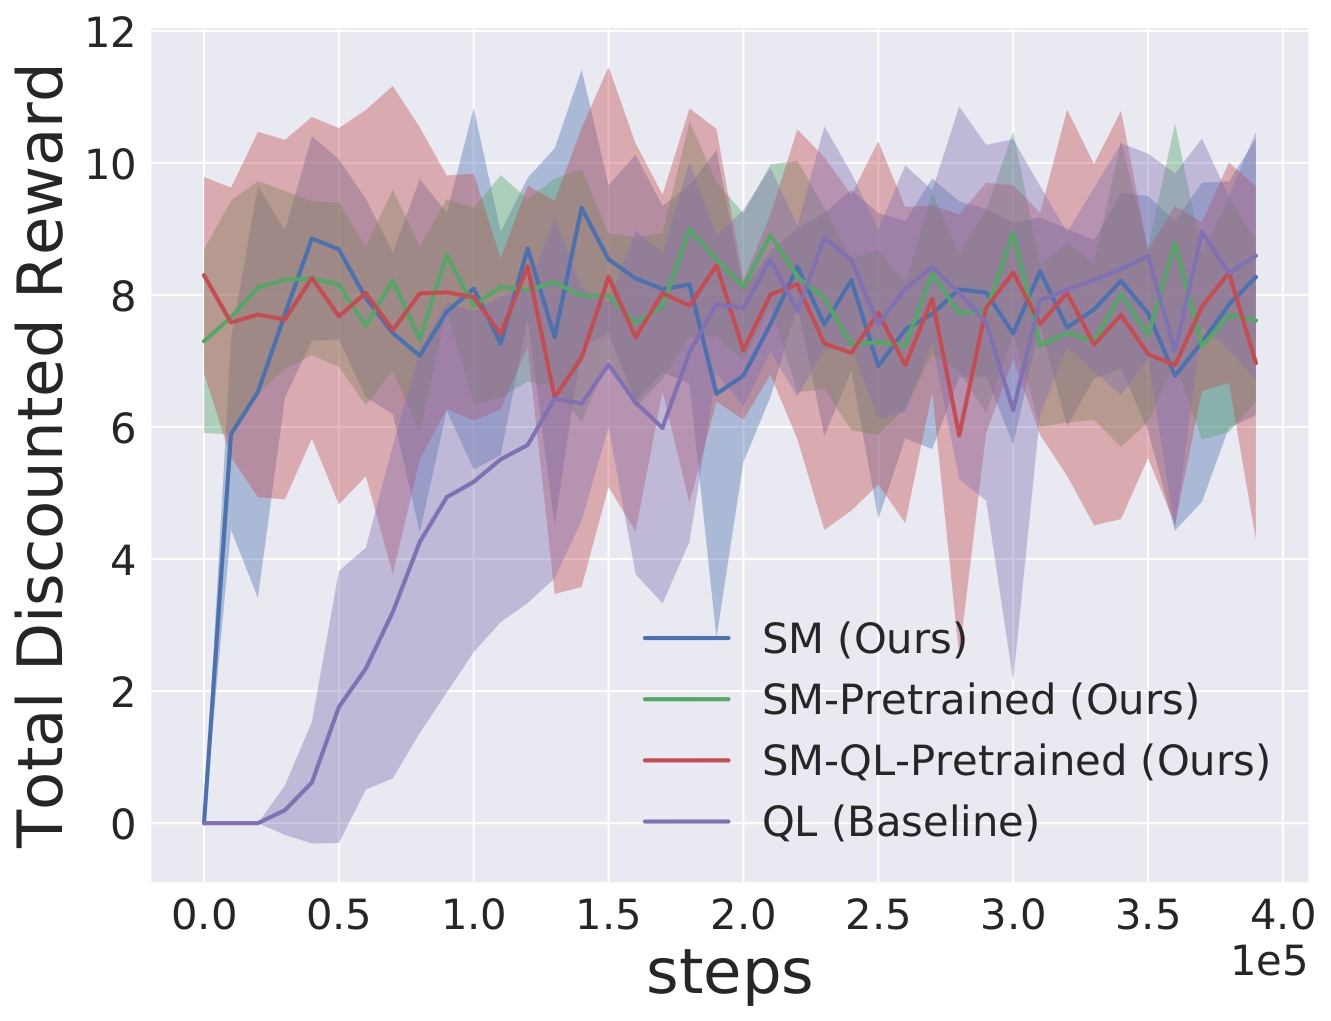 Total Discounted Reward
12
10
8
6
4
2
0
SM (Ours)
SM-Pretrained (Ours)
SM-QL-Pretrained (Ours)
QL (Baseline)
0.0 0.5 1.0 1.5 2.0 2.5 3.0 3.5 4.0
1e5
steps